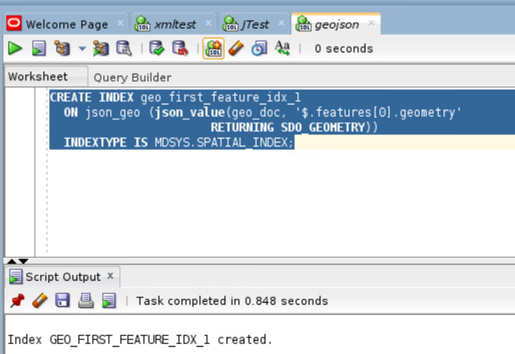 Welcome Page xmltest JTest geojson
0 seconds
Worksheet Query Builder
CREATE INDEX geo_first_feature_idx_1
ON json_geo (json_value(geo_doc, '$.features[0].geometry'
RETURNING SDO_GEOMETRY))
INDEXTYPE IS MDSYS.SPATIAL_INDEX;
Script Output
Task completed in 0.848 seconds
Index GEO_FIRST_FEATURE_IDX_1 created.